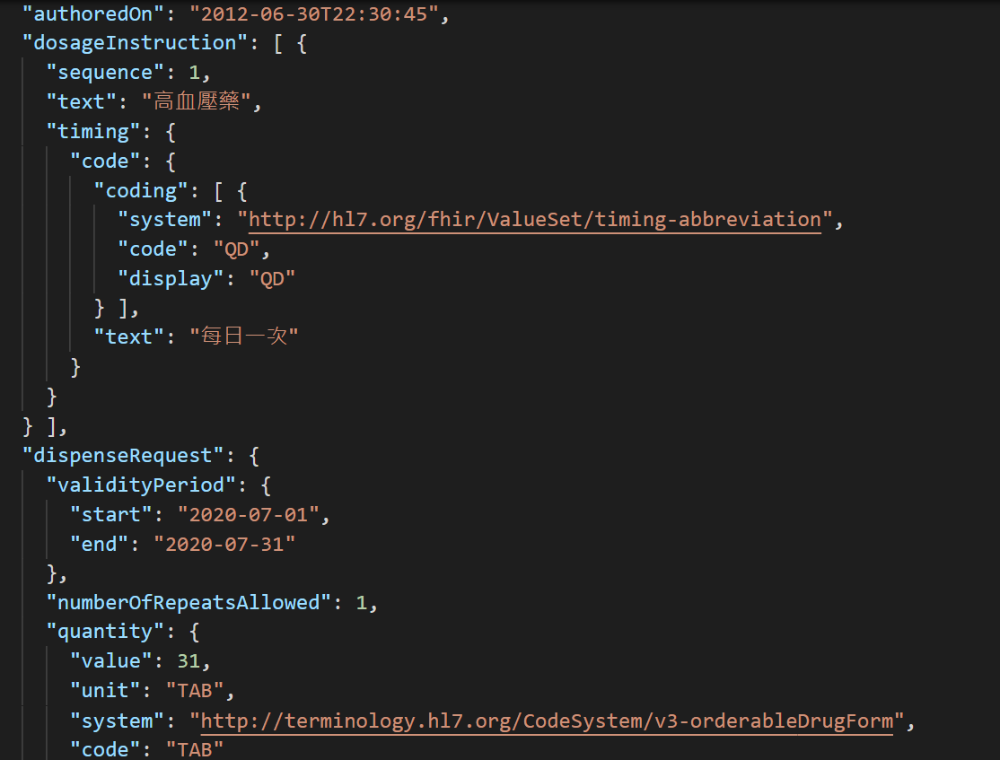 "authoredOn": "2012-06-30T22:30:45",
"dosageInstruction": [ {
"sequence": 1,
"text": "高血壓藥",
"timing": {
"code": {
"coding": [ {
"system": "http://hl7.org/fhir/ValueSet/timing-abbreviation",
"code": "QD",
"display": "QD"
} ],
"text": "每日一次"
}
}
} ],
"dispenseRequest": {
"validityPeriod": {
"start": "2020-07-01",
"end": "2020-07-31"
},
"numberOfRepeatsAllowed": 1,
"quantity": {
"value": 31,
"unit": "TAB",
"system": "http://terminology.hl7.org/CodeSystem/v3-orderableDrugForm",
"code": "TAB"